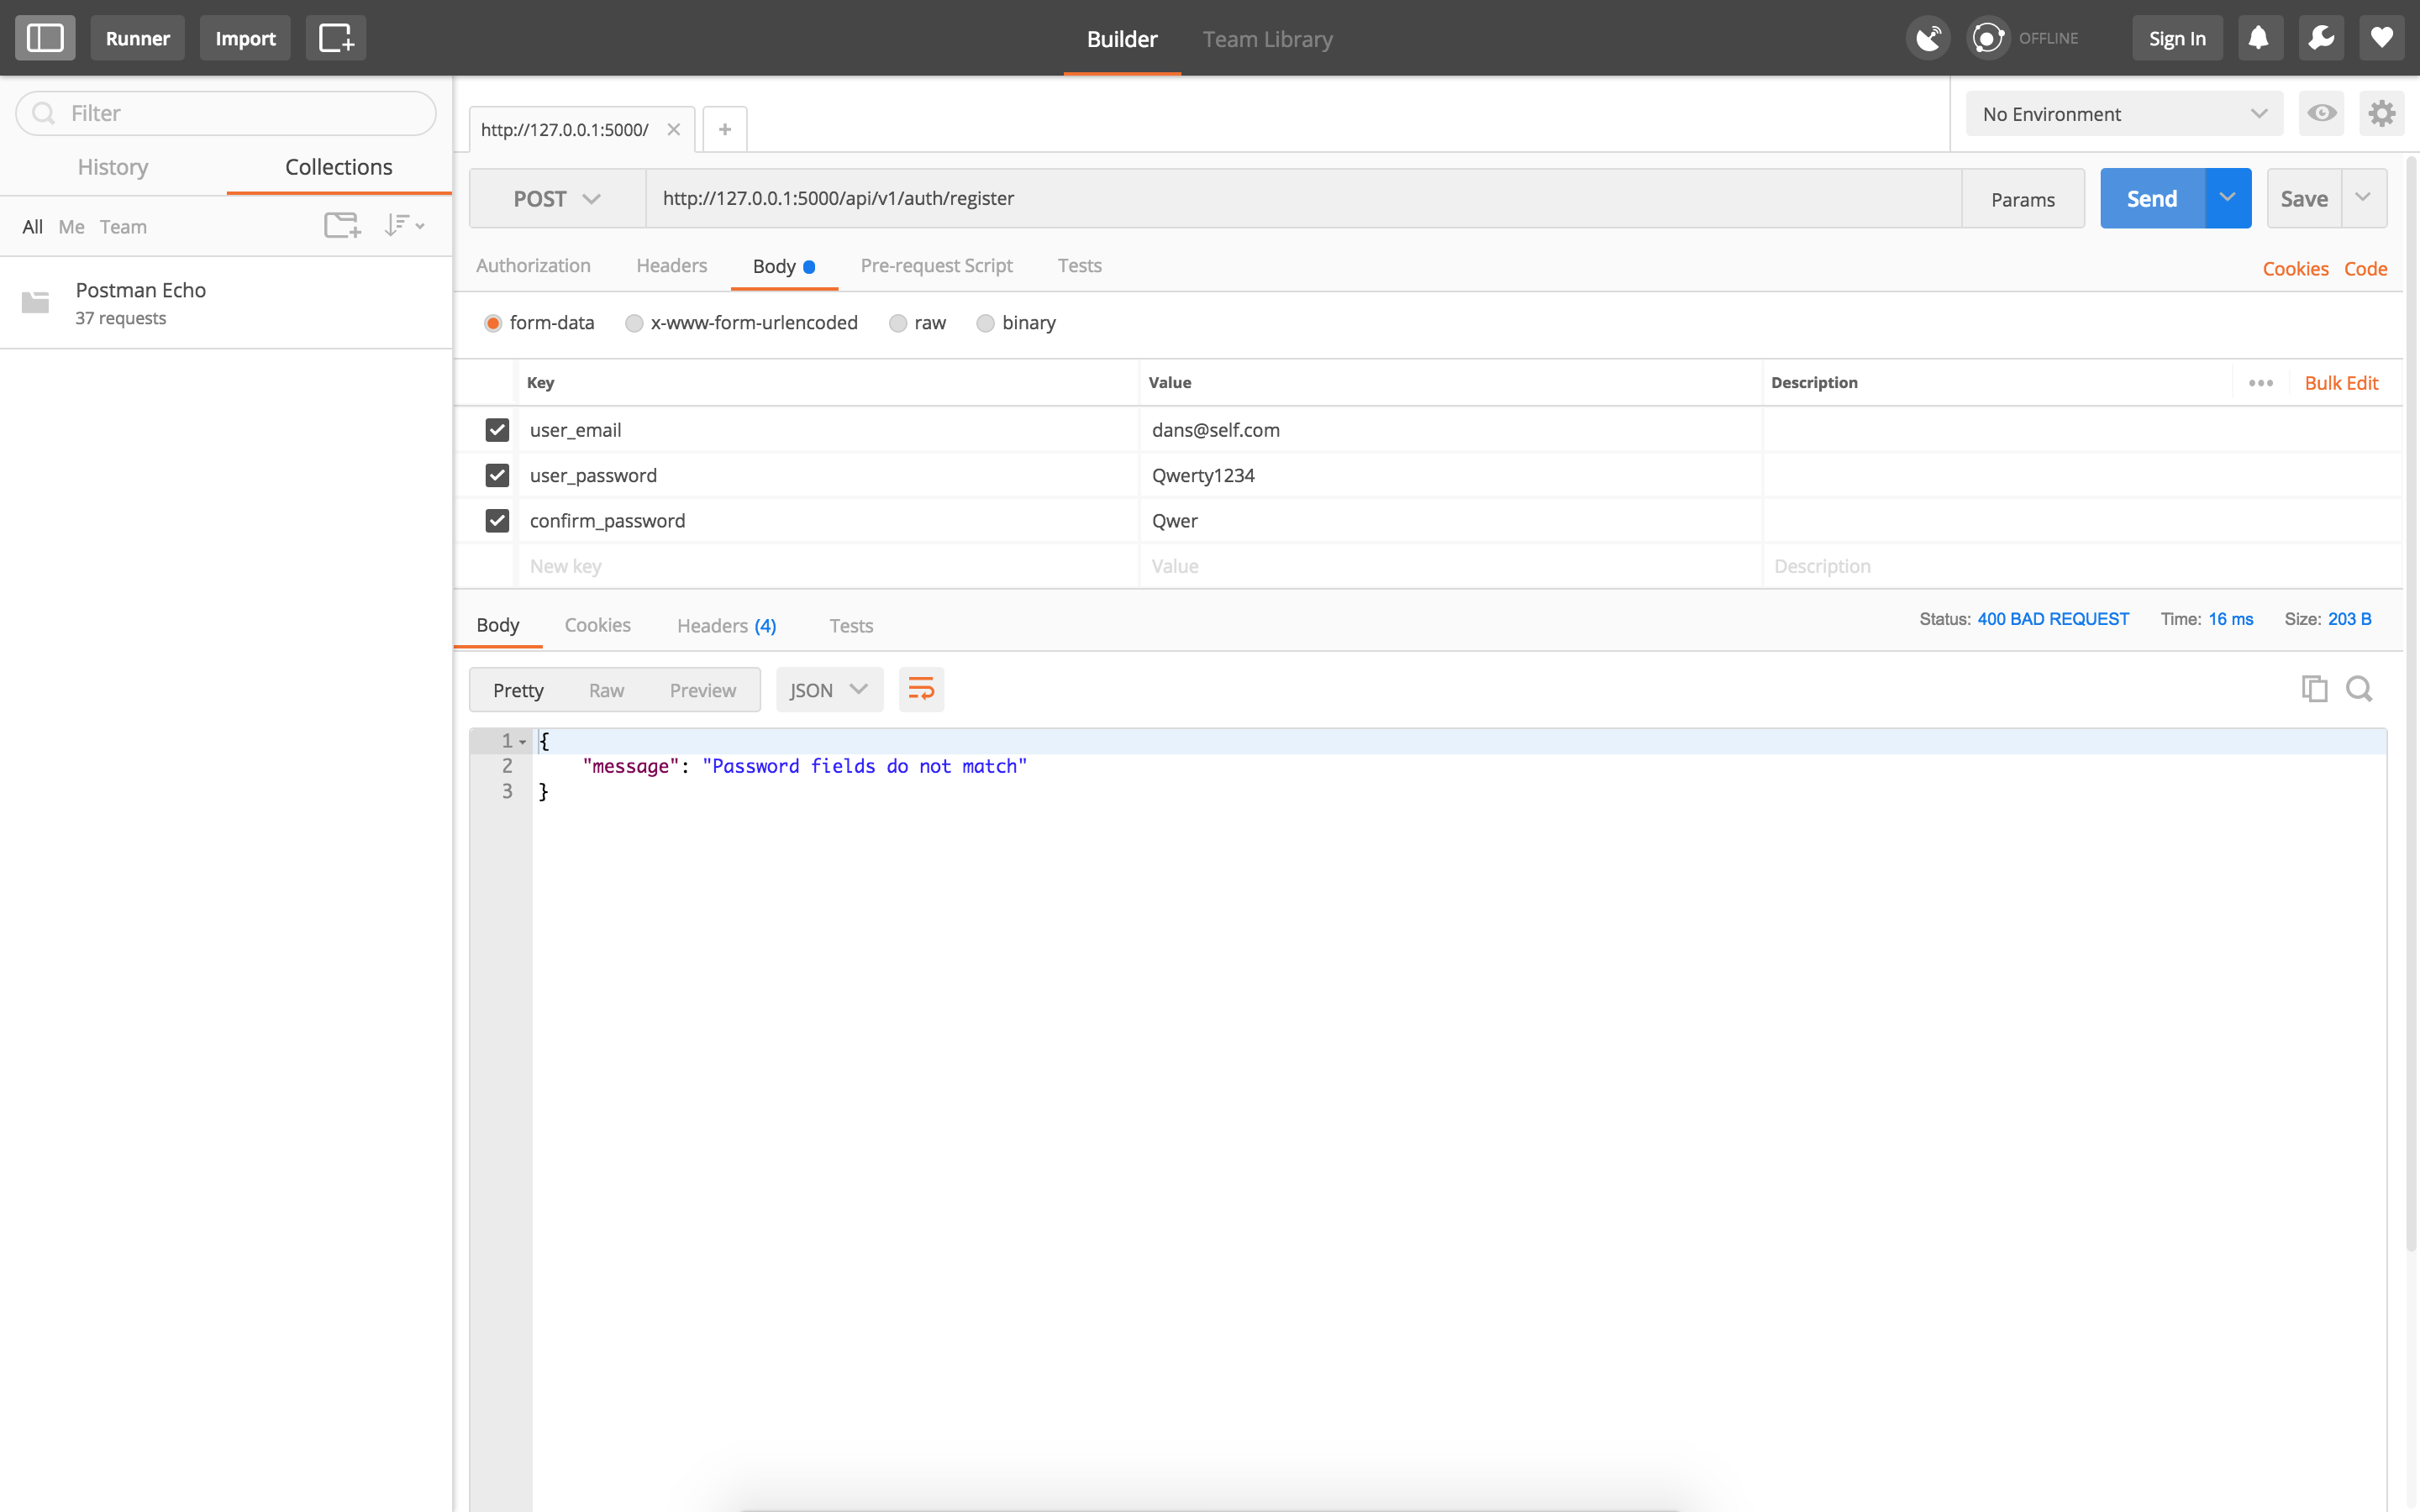 Runner Import Builder Team Library OFFLINE Sign In
Filter
History Collections
All Me Team
Postman Echo
37 requests
http://127.0.0.1:5000/ No Environment
POST http://127.0.0.1:5000/api/v1/auth/register Params Send Save
Authorization Headers Body Pre-request Script Tests Cookies Code
form-data x-www-form-urlencoded raw binary
Key Value Description Bulk Edit
user_email dans@self.com
user_password Qwerty1234
confirm_password Qwer
New key Value Description
Body Cookies Headers (4) Tests Status: 400 BAD REQUEST Time: 16 ms Size: 203 B
Pretty Raw Preview JSON
1 {
2 "message": "Password fields do not match"
3 }